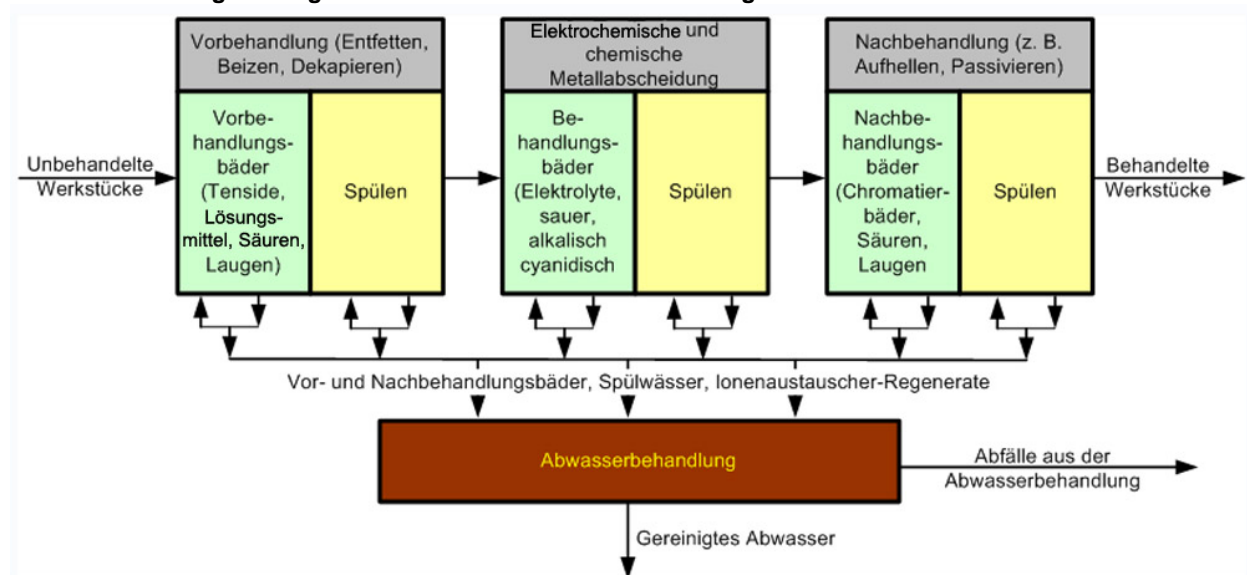 Vorbehandlung (Entfetten,
Beizen, Dekapieren)
Elektrochemische und
chemische
Metallabscheidung
Nachbehandlung (z. B.
Aufhellen, Passivieren)
Unbehandelte
Werkstücke
Vorbe-
handlungs-
bäder
(Tenside,
Lösungs-
mittel, Säuren,
Laugen)
Spülen
Be-
handlungs-
bäder
(Elektrolyte,
sauer,
alkalisch
cyanidisch
Spülen
Nachbe-
handlungs-
bäder
(Chromatier-
bäder,
Säuren,
Laugen
Spülen
Behandelte
Werkstücke
Vor- und Nachbehandlungsbäder, Spülwässer, Ionenaustauscher-Regenerate
Abwasserbehandlung
Abfälle aus der
Abwasserbehandlung
Gereinigtes Abwasser